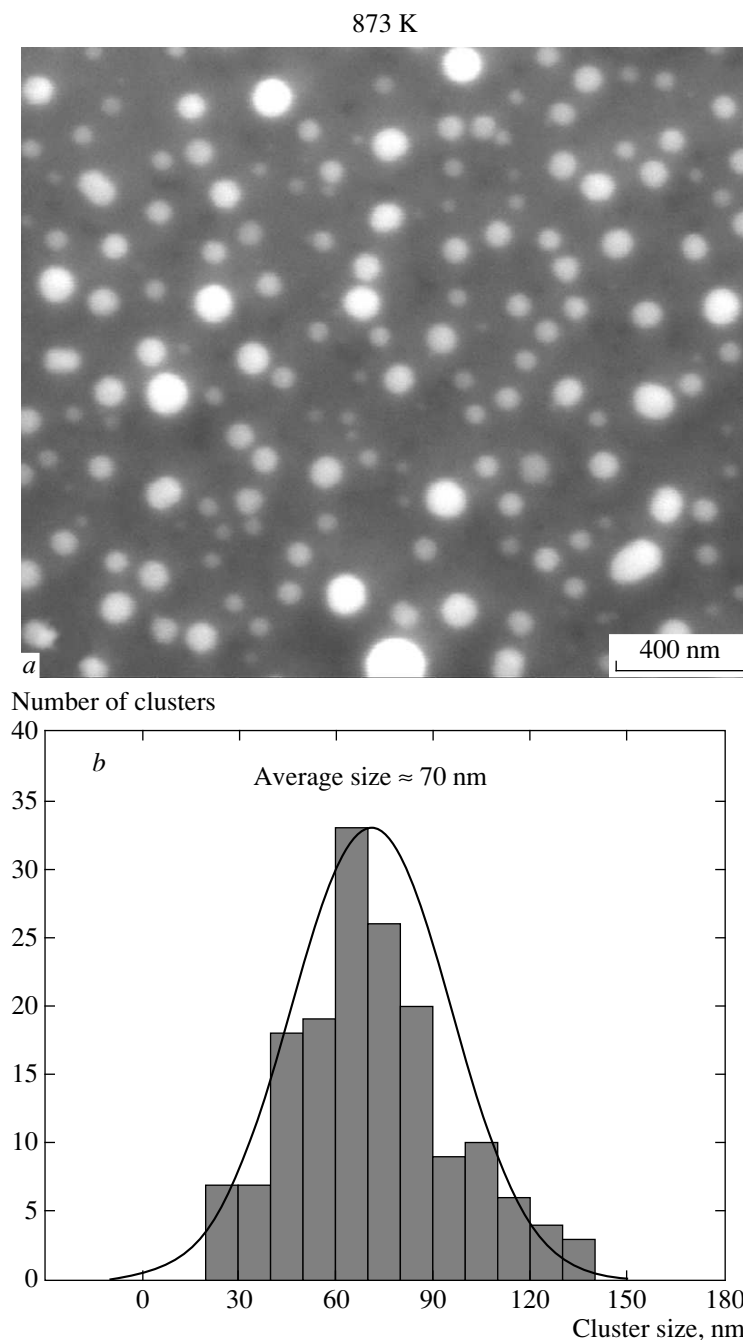 873 K
a
400 nm
Number of clusters
40
b
Average size ≈ 70 nm
35
30
25
20
15
10
5
0
0 30 60 90 120 150 180
Cluster size, nm